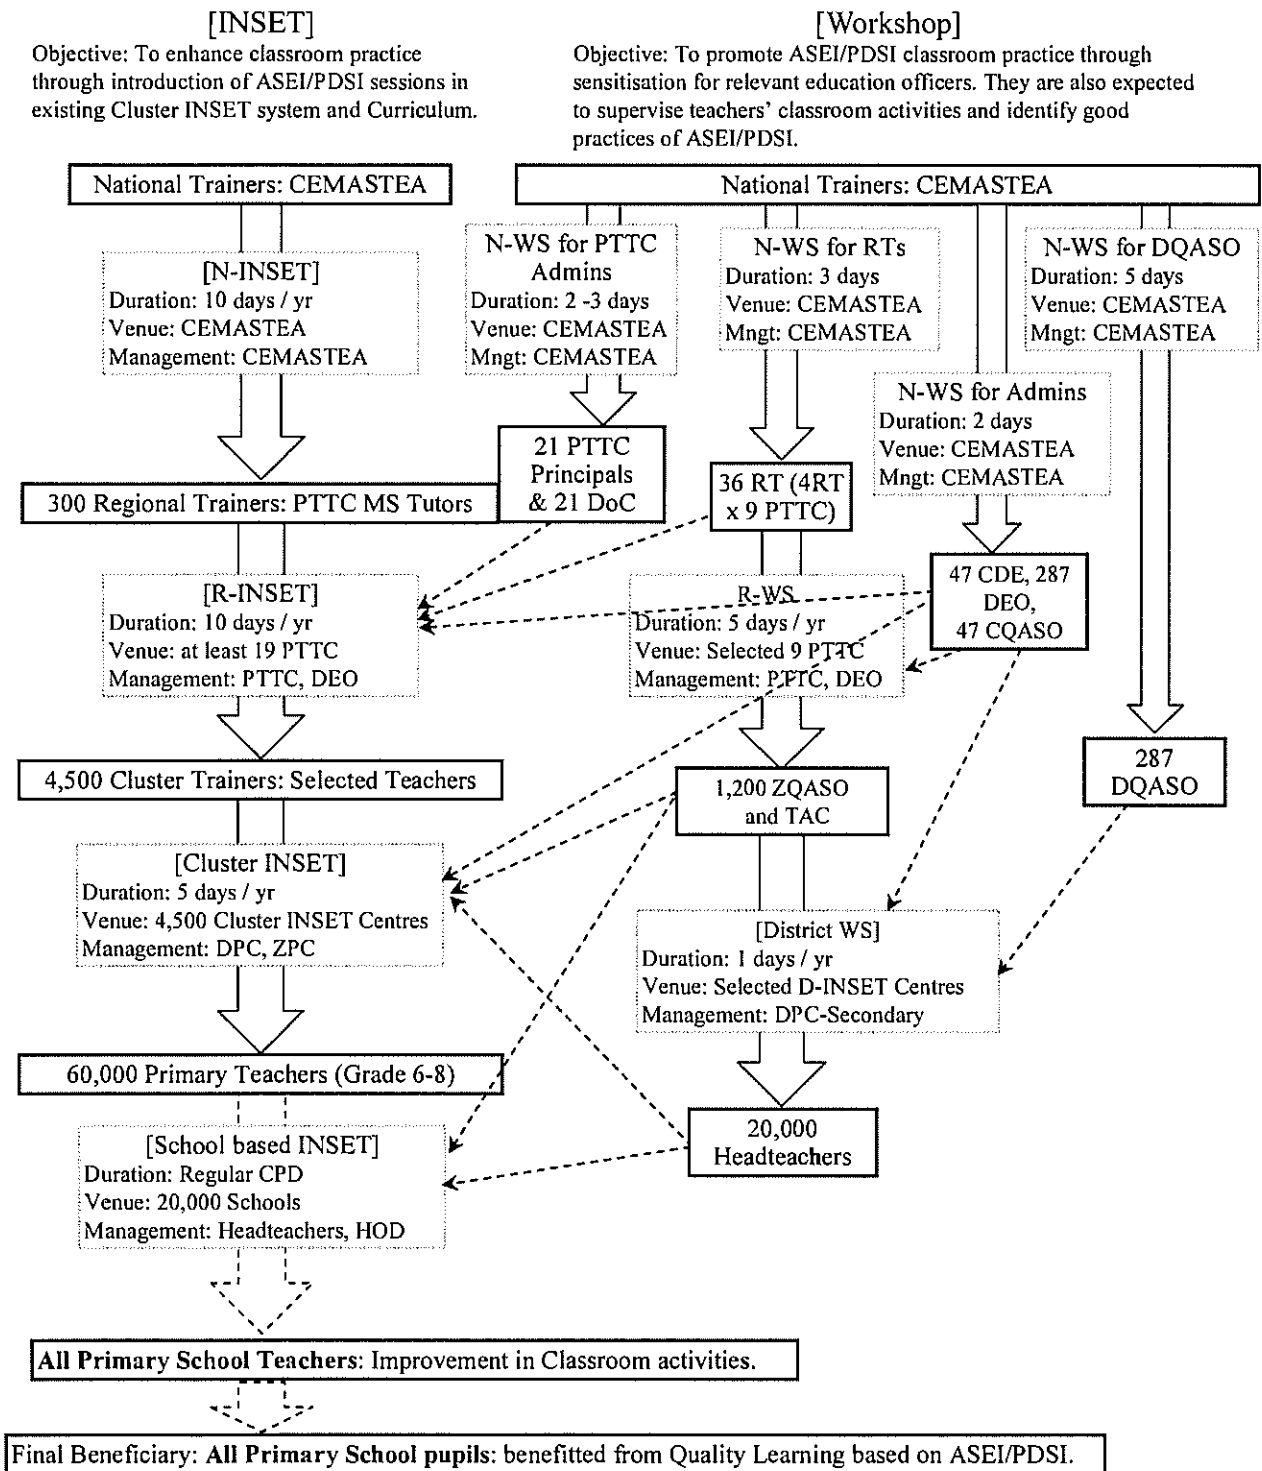 [INSET]
Objective: To enhance classroom practice
through introduction of ASEI/PDSI sessions in
existing Cluster INSET system and Curriculum.
[Workshop]
Objective: To promote ASEI/PDSI classroom practice through
sensitisation for relevant education officers. They are also expected
to supervise teachers' classroom activities and identify good
practices of ASEI/PDSI.
National Trainers: CEMASTEA
National Trainers: CEMASTEA
[N-INSET]
Duration: 10 days / yr
Venue: CEMASTEA
Management: CEMASTEA
N-WS for PTTC
Admins
Duration: 2 -3 days
Venue: CEMASTEA
Mngt: CEMASTEA
N-WS for RTs
Duration: 3 days
Venue: CEMASTEA
Mngt: CEMASTEA
N-WS for DQASO
Duration: 5 days
Venue: CEMASTEA
Mngt: CEMASTEA
N-WS for Admins
Duration: 2 days
Venue: CEMASTEA
Mngt: CEMASTEA
300 Regional Trainers: PTTC MS Tutors
21 PTTC
Principals
& 21 DoC
36 RT (4RT
x 9 PTTC)
47 CDE, 287
DEO,
47 CQASO
[R-INSET]
Duration: 10 days / yr
Venue: at least 19 PTTC
Management: PTTC, DEO
R-WS
Duration: 5 days / yr
Venue: Selected 9 PTTC
Management: PTTC, DEO
4,500 Cluster Trainers: Selected Teachers
1,200 ZQASO
and TAC
287
DQASO
[Cluster INSET]
Duration: 5 days / yr
Venue: 4,500 Cluster INSET Centres
Management: DPC, ZPC
[District WS]
Duration: 1 days / yr
Venue: Selected D-INSET Centres
Management: DPC-Secondary
60,000 Primary Teachers (Grade 6-8)
20,000
Headteachers
[School based INSET]
Duration: Regular CPD
Venue: 20,000 Schools
Management: Headteachers, HOD
All Primary School Teachers: Improvement in Classroom activities.
Final Beneficiary: All Primary School pupils: benefitted from Quality Learning based on ASEI/PDSI.